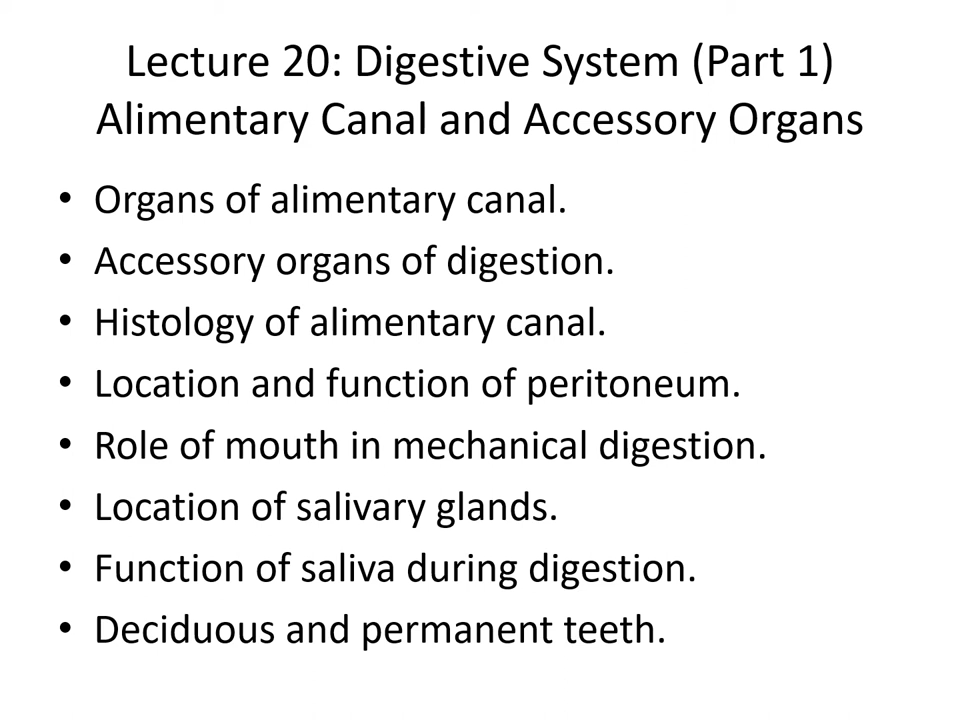 Lecture 20: Digestive System (Part 1)
Alimentary Canal and Accessory Organs
• Organs of alimentary canal.
• Accessory organs of digestion.
• Histology of alimentary canal.
• Location and function of peritoneum.
• Role of mouth in mechanical digestion.
• Location of salivary glands.
• Function of saliva during digestion.
• Deciduous and permanent teeth.